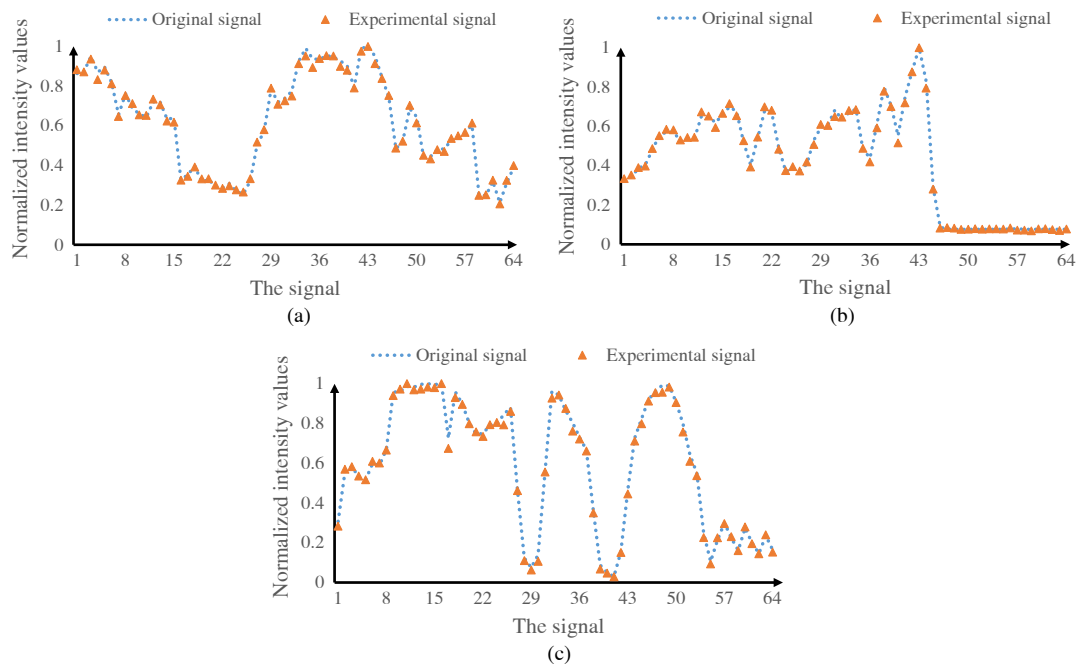 Original signal Experimental signal
Normalized intensity values
1
0.8
0.6
0.4
0.2
0
1 8 15 22 29 36 43 50 57 64
The signal
(a)
Original signal Experimental signal
Normalized intensity values
1
0.8
0.6
0.4
0.2
0
1 8 15 22 29 36 43 50 57 64
The signal
(b)
Original signal Experimental signal
Normalized intensity values
1
0.8
0.6
0.4
0.2
0
1 8 15 22 29 36 43 50 57 64
The signal
(c)